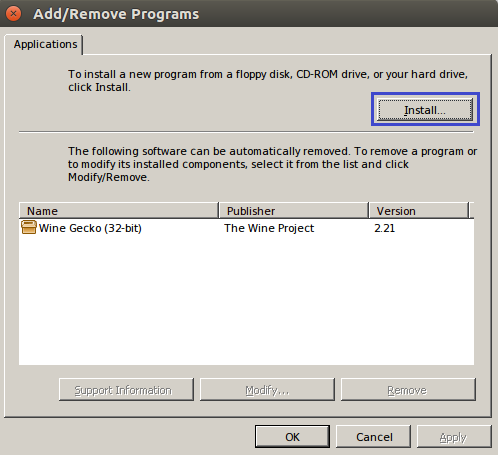 Add/Remove Programs
Applications
To install a new program from a floppy disk, CD-ROM drive, or your hard drive,
click Install.
Install...
The following software can be automatically removed. To remove a program or
to modify its installed components, select it from the list and click
Modify/Remove.
Name Publisher Version
Wine Gecko (32-bit) The Wine Project 2.21
Support Information Modify... Remove
OK Cancel Apply